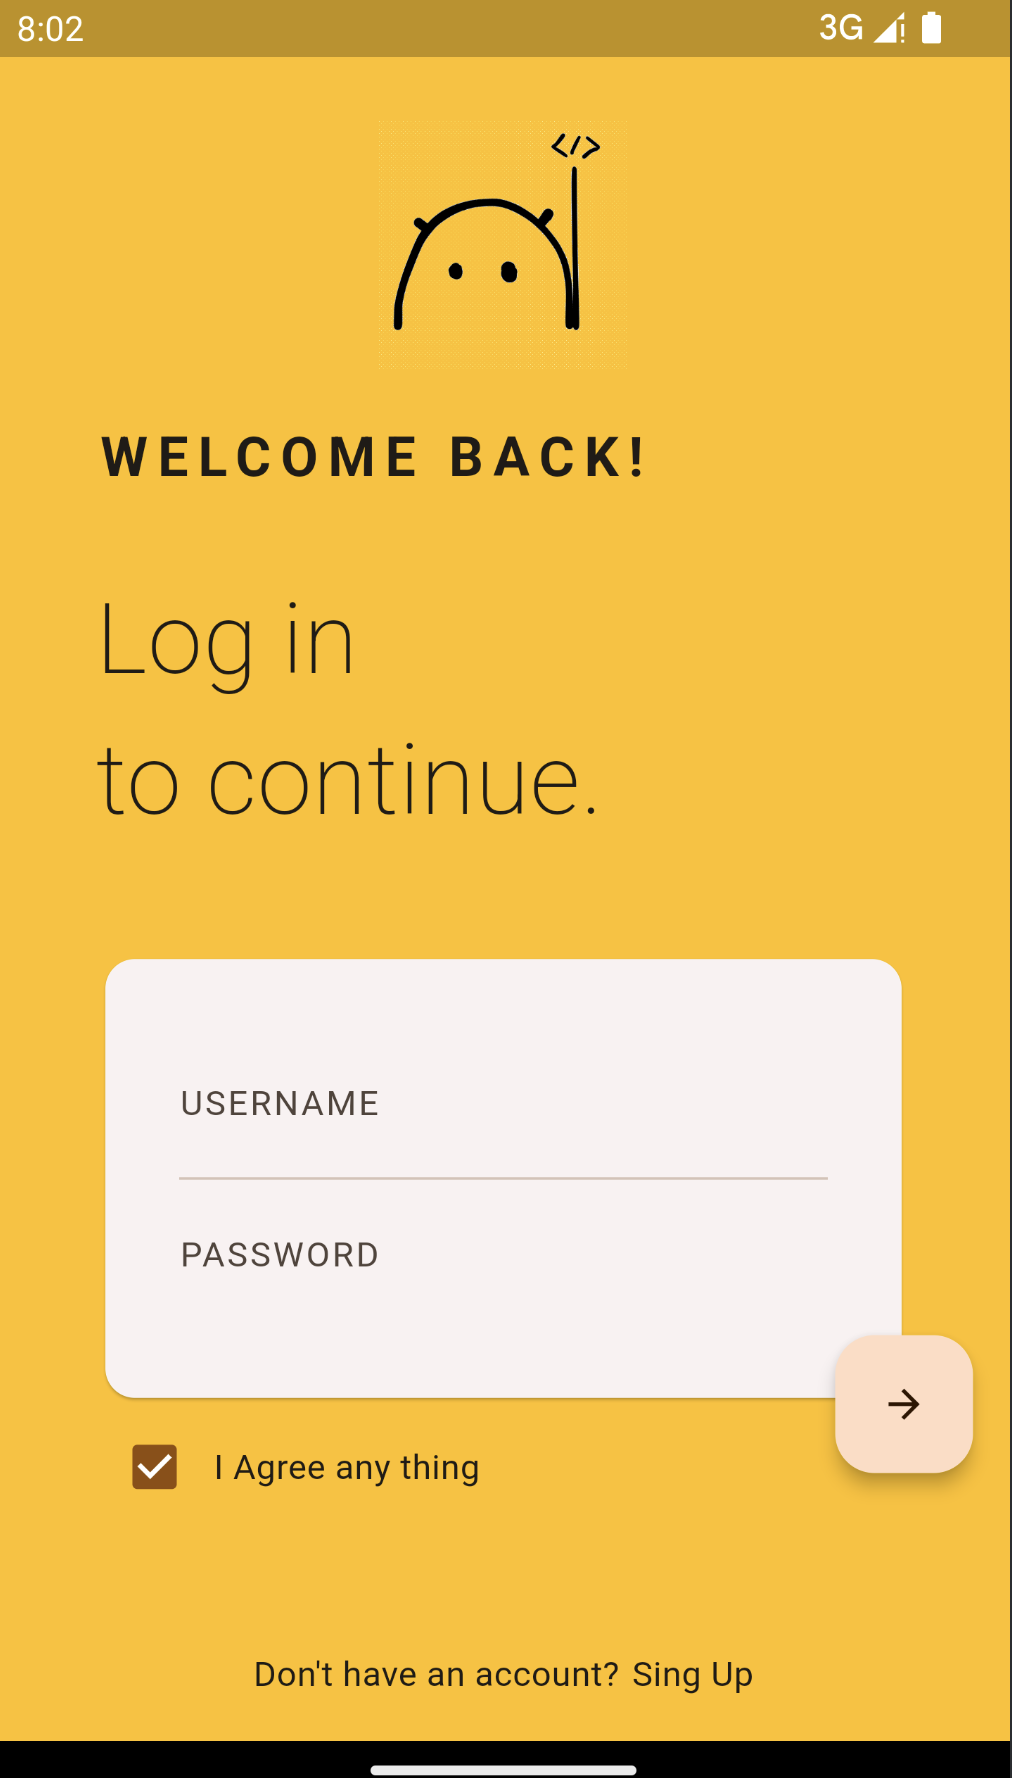 8:02 3G
</>
WELCOME BACK!
Log in
to continue.
USERNAME
PASSWORD
I Agree any thing
Don't have an account? Sing Up